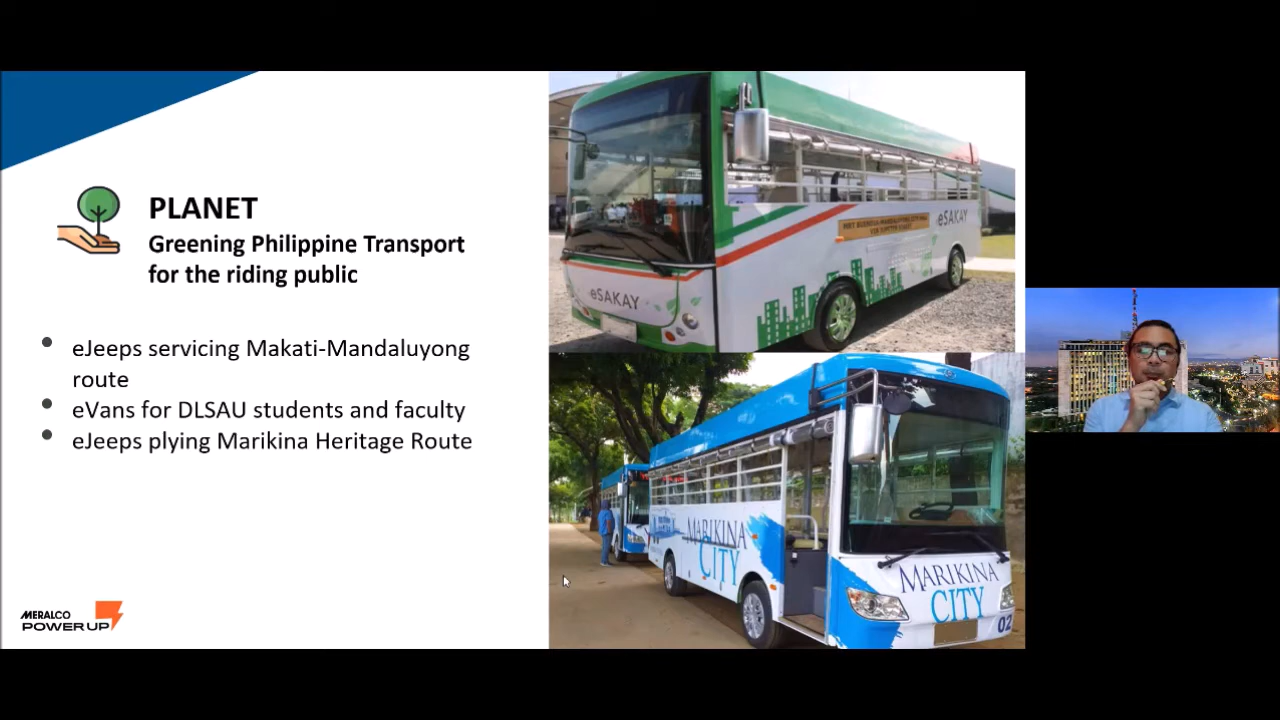 PLANET
Greening Philippine Transport
for the riding public
• eJeeps servicing Makati-Mandaluyong
route
• eVans for DLSAU students and faculty
• eJeeps plying Marikina Heritage Route
MERALCO
POWER UP
eSAKAY
eSAKAY
MARIKINA
CITY
MARIKINA
CITY
02